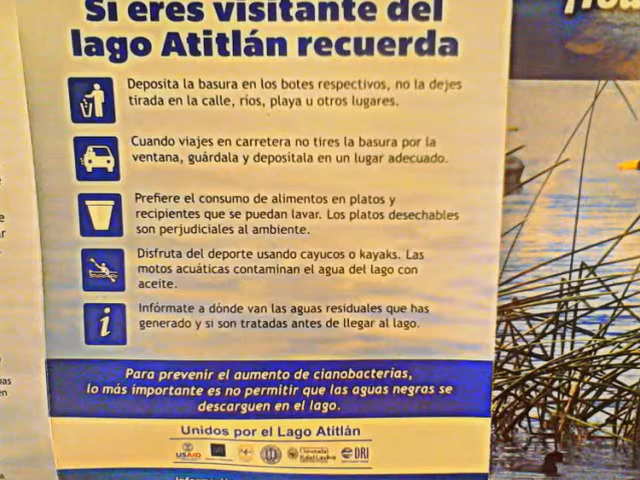 Si eres visitante del
lago Atitlán recuerda
Deposita la basura en los botes respectivos, no la dejes
tirada en la calle, ríos, playa u otros lugares.
Cuando viajes en carretera no tires la basura por la
ventana, guárdala y deposítala en un lugar adecuado.
Prefiere el consumo de alimentos en platos y
recipientes que se puedan lavar. Los platos desechables
son perjudiciales al ambiente.
Disfruta del deporte usando cayucos o kayaks. Las
motos acuáticas contaminan el agua del lago con
aceite.
i
Infórmate a dónde van las aguas residuales que has
generado y si son tratadas antes de llegar al lago.
Para prevenir el aumento de cianobacterias,
lo más importante es no permitir que las aguas negras se
descarguen en el lago.
Unidos por el Lago Atitlán
USAID
Universidad
Rafael Landívar
DRI